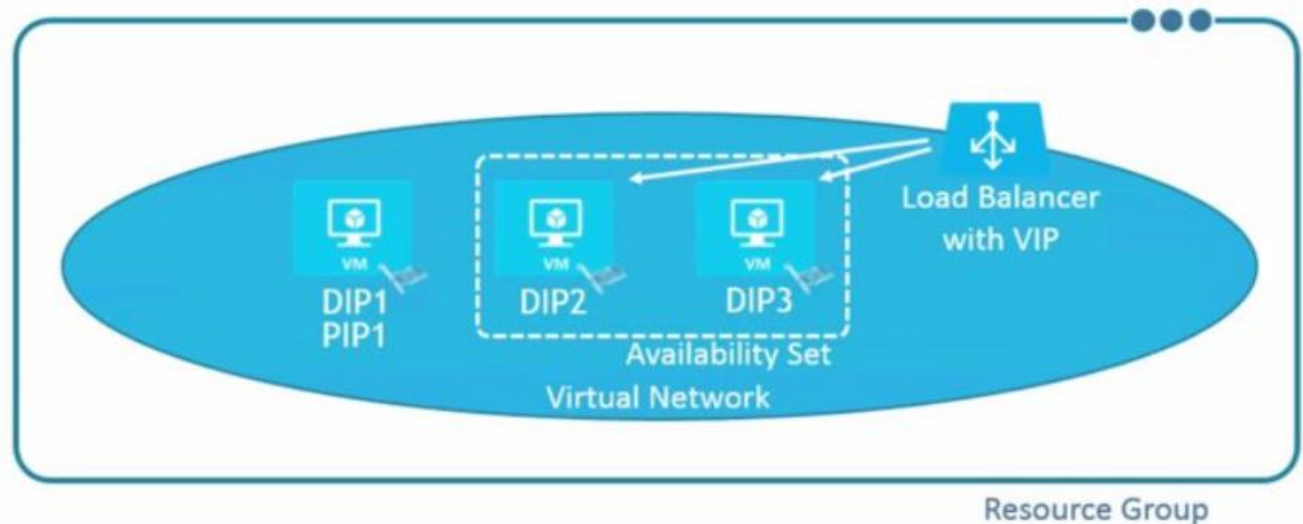 Load Balancer
with VIP
VM
VM
VM
DIP1
PIP1
DIP2
DIP3
Availability Set
Virtual Network
Resource Group